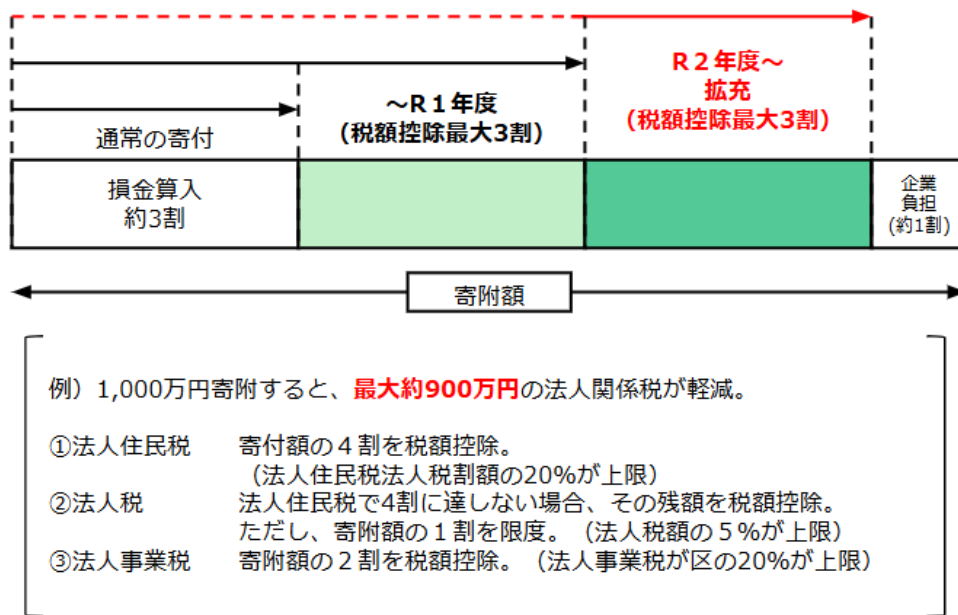 R２年度～
拡充
(税額控除最大3割)
～R１年度
(税額控除最大3割)
通常の寄付
損金算入
約3割
企業
負担
(約1割)
寄附額
例）1,000万円寄附すると、最大約900万円の法人関係税が軽減。
①法人住民税　寄付額の４割を税額控除。
（法人住民税法人税割額の20%が上限）
②法人税　法人住民税で4割に達しない場合、その残額を税額控除。
ただし、寄附額の１割を限度。（法人税額の５%が上限）
③法人事業税　寄附額の２割を税額控除。（法人事業税が区の20%が上限）